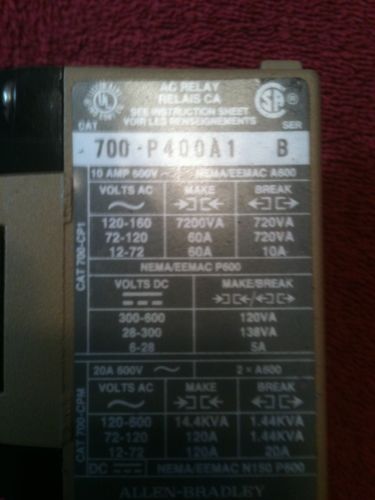 UL
AC RELAY
RELAIS CA
SEE INSTRUCTION SHEET
VOIR LES RENSEIGNEMENTS
SA
CAT SER
700-P400A1 B
10 AMP 600V ~ NEMA/EEMAC A600
VOLTS AC MAKE BREAK
120-160 7200VA 720VA
72-120 60A 720VA
12-72 60A 10A
CAT 700-CP1
NEMA/EEMAC P600
VOLTS DC MAKE/BREAK
300-600 120VA
28-300 138VA
6-28 5A
20A 600V ~ 2 × A600
VOLTS AC MAKE BREAK
120-600 14.4KVA 1.44KVA
72-120 120A 1.44KVA
12-72 120A 20A
CAT 700-CPM
DC NEMA/EEMAC N150 P600
ALLEN-BRADLEY